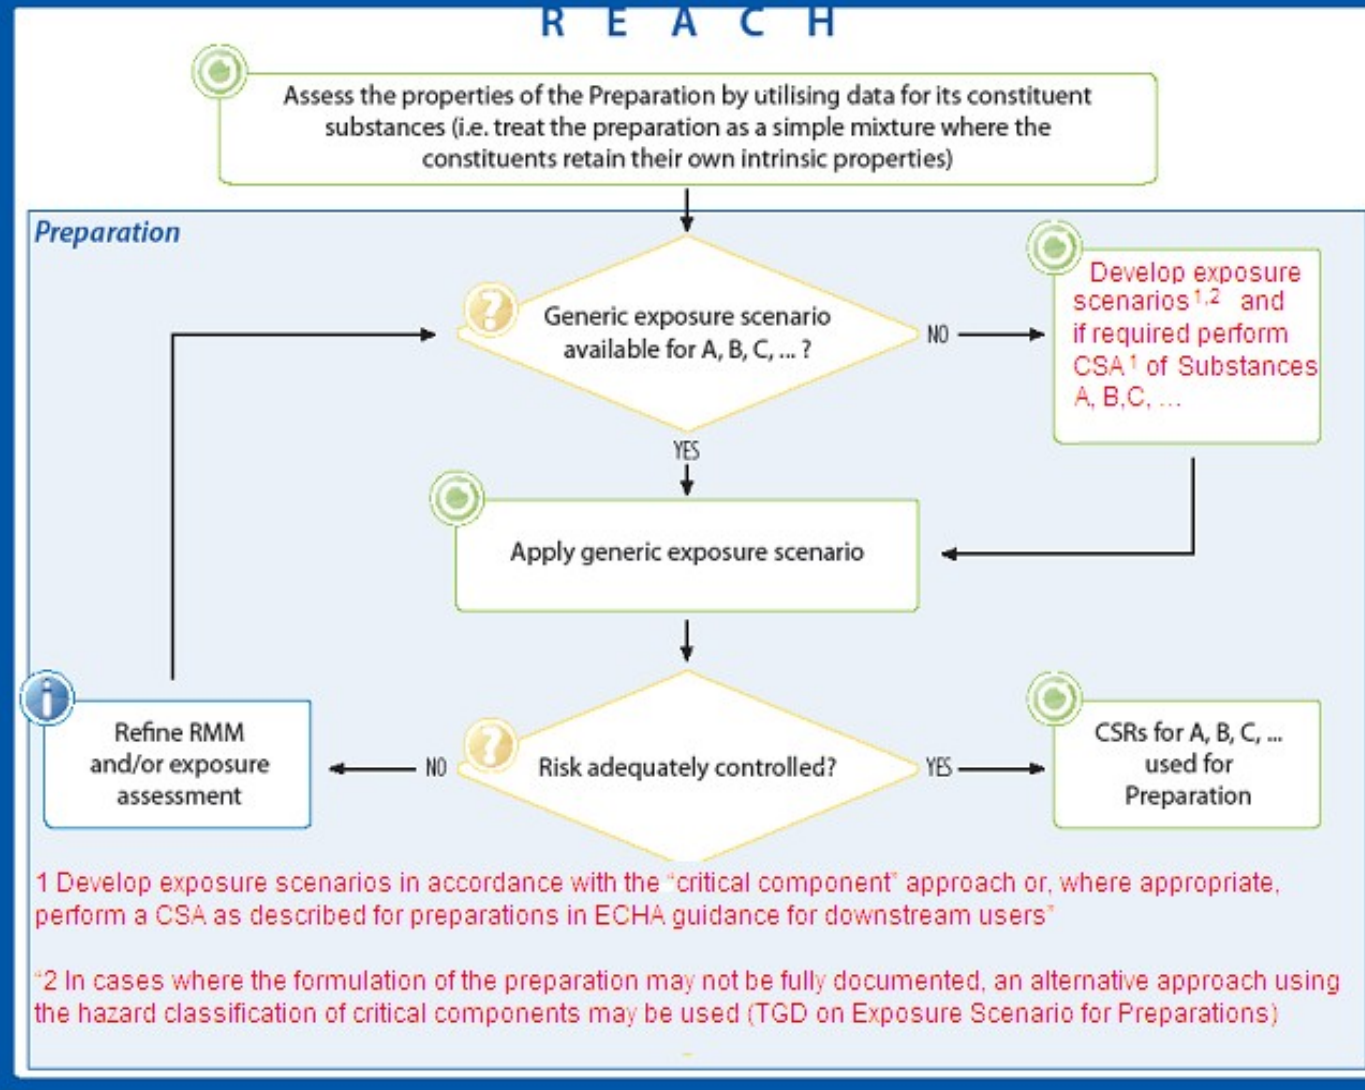 R E A C H
Assess the properties of the Preparation by utilising data for its constituent
substances (i.e. treat the preparation as a simple mixture where the
constituents retain their own intrinsic properties)
Preparation
Generic exposure scenario
available for A, B, C, ... ?
NO
Develop exposure
scenarios1,2 and
if required perform
CSA1 of Substances
A, B,C, ...
YES
Apply generic exposure scenario
Refine RMM
and/or exposure
assessment
NO
Risk adequately controlled?
YES
CSRs for A, B, C, ...
used for
Preparation
1 Develop exposure scenarios in accordance with the “critical component” approach or, where appropriate,
perform a CSA as described for preparations in ECHA guidance for downstream users”
“2 In cases where the formulation of the preparation may not be fully documented, an alternative approach using
the hazard classification of critical components may be used (TGD on Exposure Scenario for Preparations)